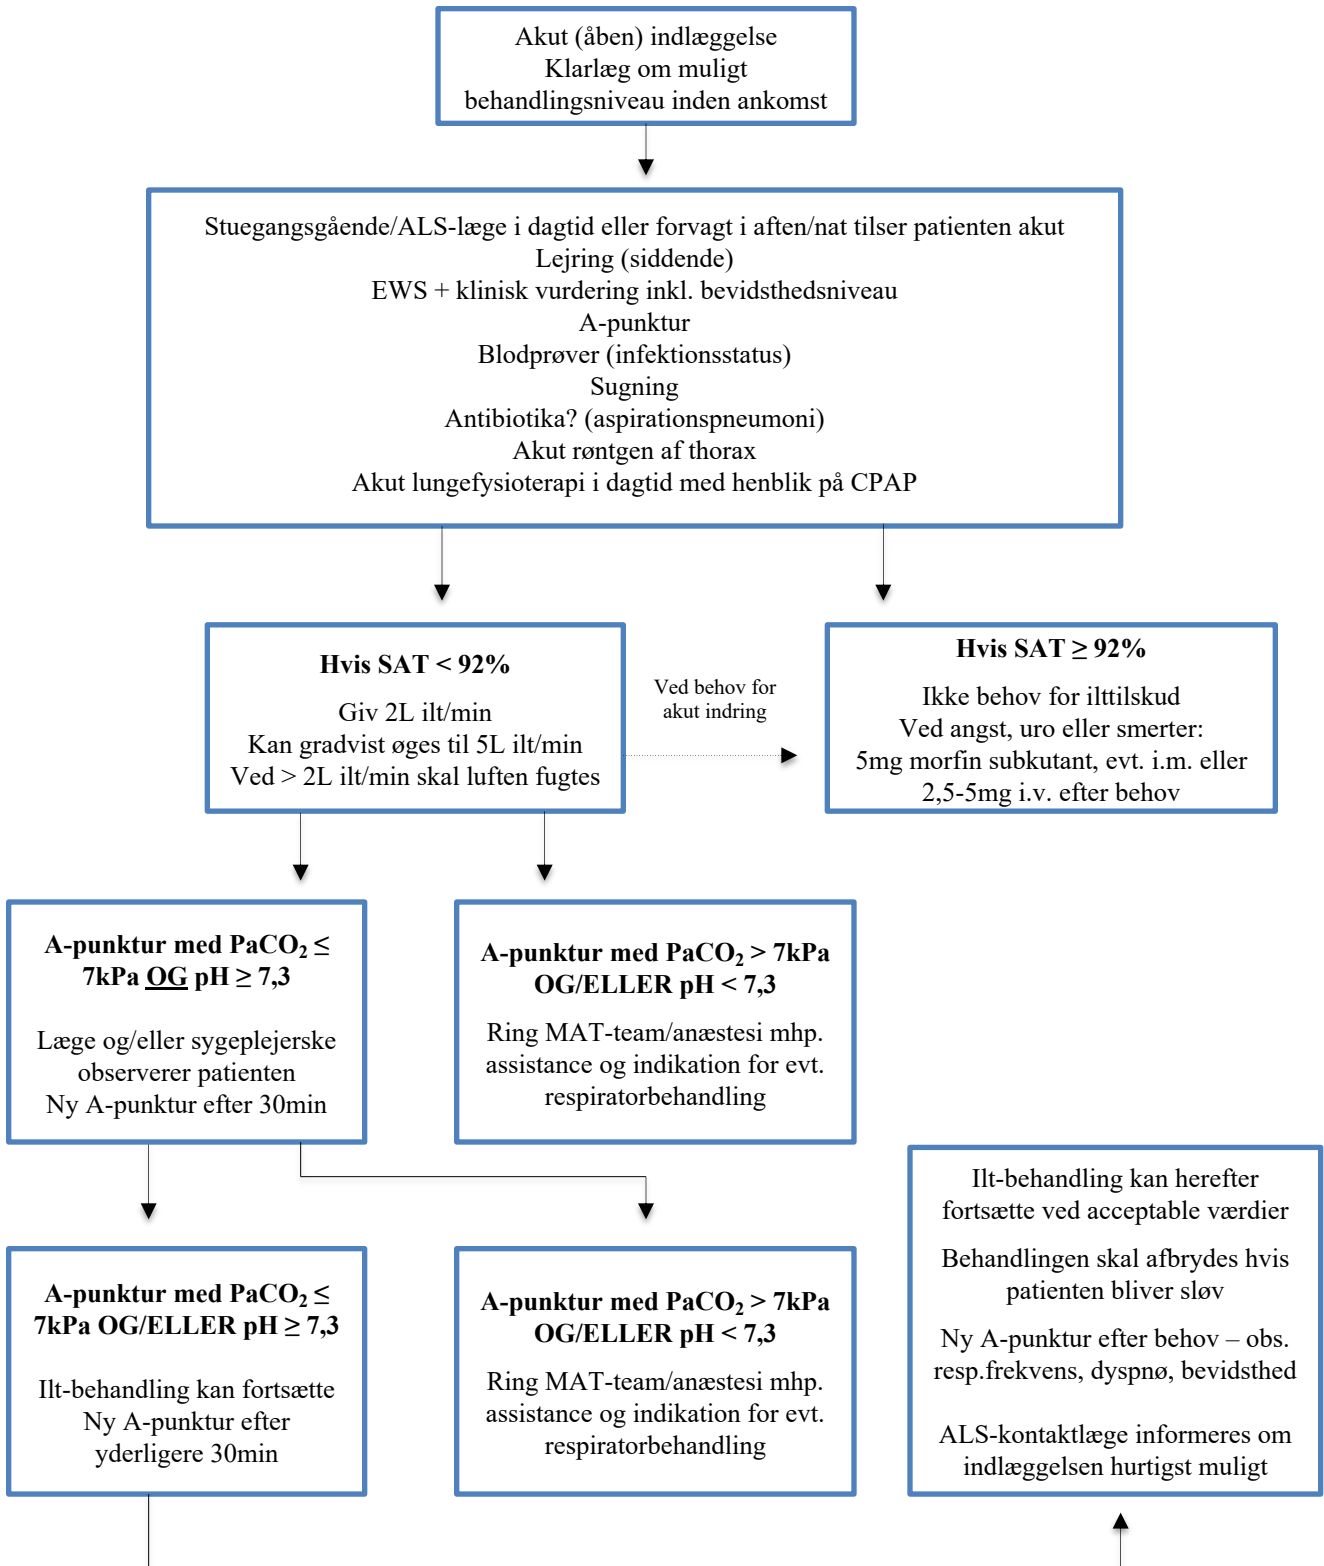 Akut (åben) indlæggelse
Klarlæg om muligt
behandlingsniveau inden ankomst
Stuegangsgående/ALS-læge i dagtid eller forvagt i aften/nat tilser patienten akut
Lejring (siddende)
EWS + klinisk vurdering inkl. bevidsthedsniveau
A-punktur
Blodprøver (infektionsstatus)
Sugning
Antibiotika? (aspirationspneumoni)
Akut røntgen af thorax
Akut lungefysioterapi i dagtid med henblik på CPAP
Hvis SAT < 92%
Giv 2L ilt/min
Kan gradvist øges til 5L ilt/min
Ved > 2L ilt/min skal luften fugtes
Ved behov for
akut indring
Hvis SAT ≥ 92%
Ikke behov for ilttilskud
Ved angst, uro eller smerter:
5mg morfin subkutant, evt. i.m. eller
2,5-5mg i.v. efter behov
A-punktur med PaCO₂ ≤
7kPa OG pH ≥ 7,3
Læge og/eller sygeplejerske
observerer patienten
Ny A-punktur efter 30min
A-punktur med PaCO₂ > 7kPa
OG/ELLER pH < 7,3
Ring MAT-team/anæstesi mhp.
assistance og indikation for evt.
respiratorbehandling
A-punktur med PaCO₂ ≤
7kPa OG/ELLER pH ≥ 7,3
Ilt-behandling kan fortsætte
Ny A-punktur efter
yderligere 30min
A-punktur med PaCO₂ > 7kPa
OG/ELLER pH < 7,3
Ring MAT-team/anæstesi mhp.
assistance og indikation for evt.
respiratorbehandling
Ilt-behandling kan herefter
fortsætte ved acceptable værdier
Behandlingen skal afbrydes hvis
patienten bliver sløv
Ny A-punktur efter behov – obs.
resp.frekvens, dyspnø, bevidsthed
ALS-kontaktlæge informeres om
indlæggelsen hurtigst muligt